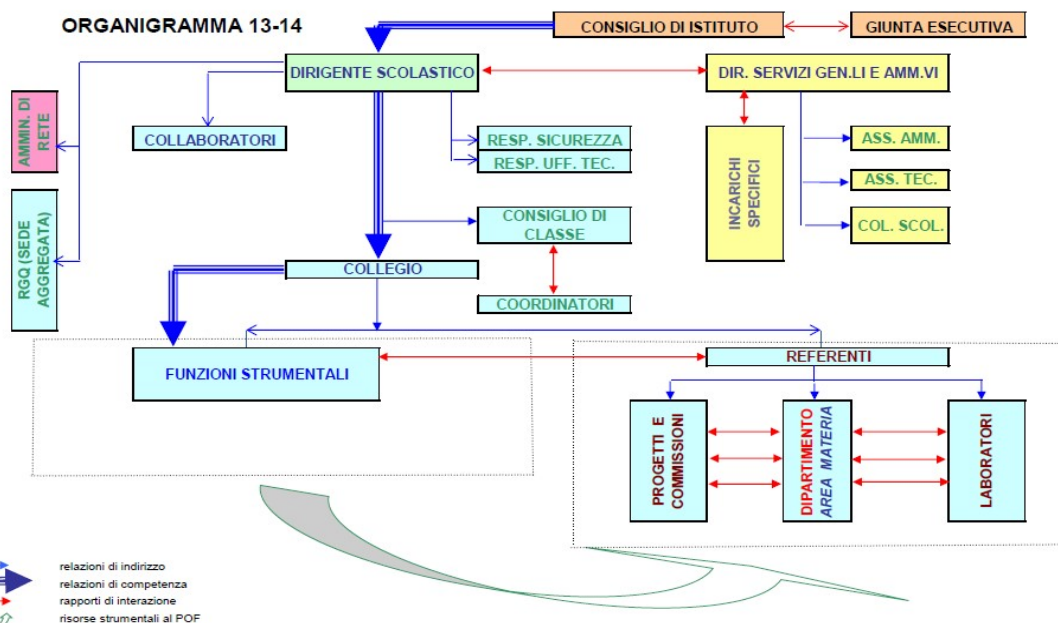 ORGANIGRAMMA 13-14
CONSIGLIO DI ISTITUTO
GIUNTA ESECUTIVA
DIRIGENTE SCOLASTICO
DIR. SERVIZI GEN.LI E AMM.VI
AMMIN. DI
RETE
COLLABORATORI
RESP. SICUREZZA
RESP. UFF. TEC.
INCARICHI
SPECIFICI
ASS. AMM.
ASS. TEC.
COL. SCOL.
RGQ (SEDE
AGGREGATA)
CONSIGLIO DI
CLASSE
COLLEGIO
COORDINATORI
FUNZIONI STRUMENTALI
REFERENTI
PROGETTI E
COMMISSIONI
DIPARTIMENTO
AREA MATERIA
LABORATORI
relazioni di indirizzo
relazioni di competenza
rapporti di interazione
risorse strumentali al POF